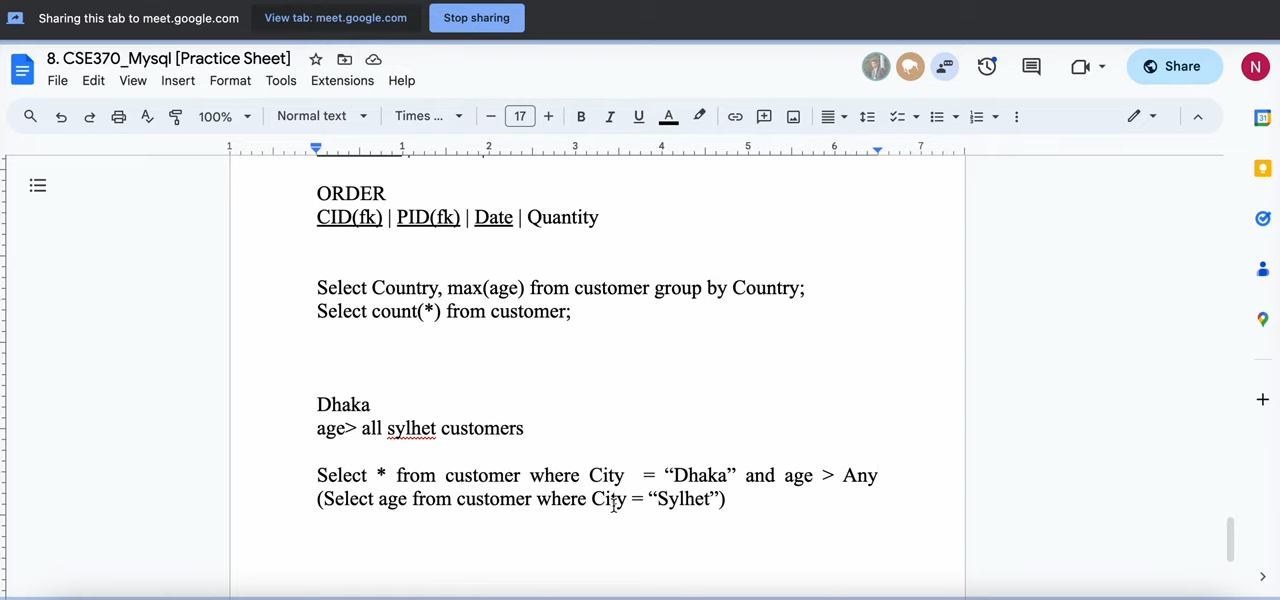 Sharing this tab to meet.google.com
View tab: meet.google.com
Stop sharing
8. CSE370_Mysql [Practice Sheet]
File Edit View Insert Format Tools Extensions Help
Share
N
100%
Normal text
Times ...
17
B I U A
31
1 1 2 3 4 5 6 7
ORDER
CID(fk) | PID(fk) | Date | Quantity
Select Country, max(age) from customer group by Country;
Select count(*) from customer;
Dhaka
age> all sylhet customers
Select * from customer where City = “Dhaka” and age > Any
(Select age from customer where City = “Sylhet”)